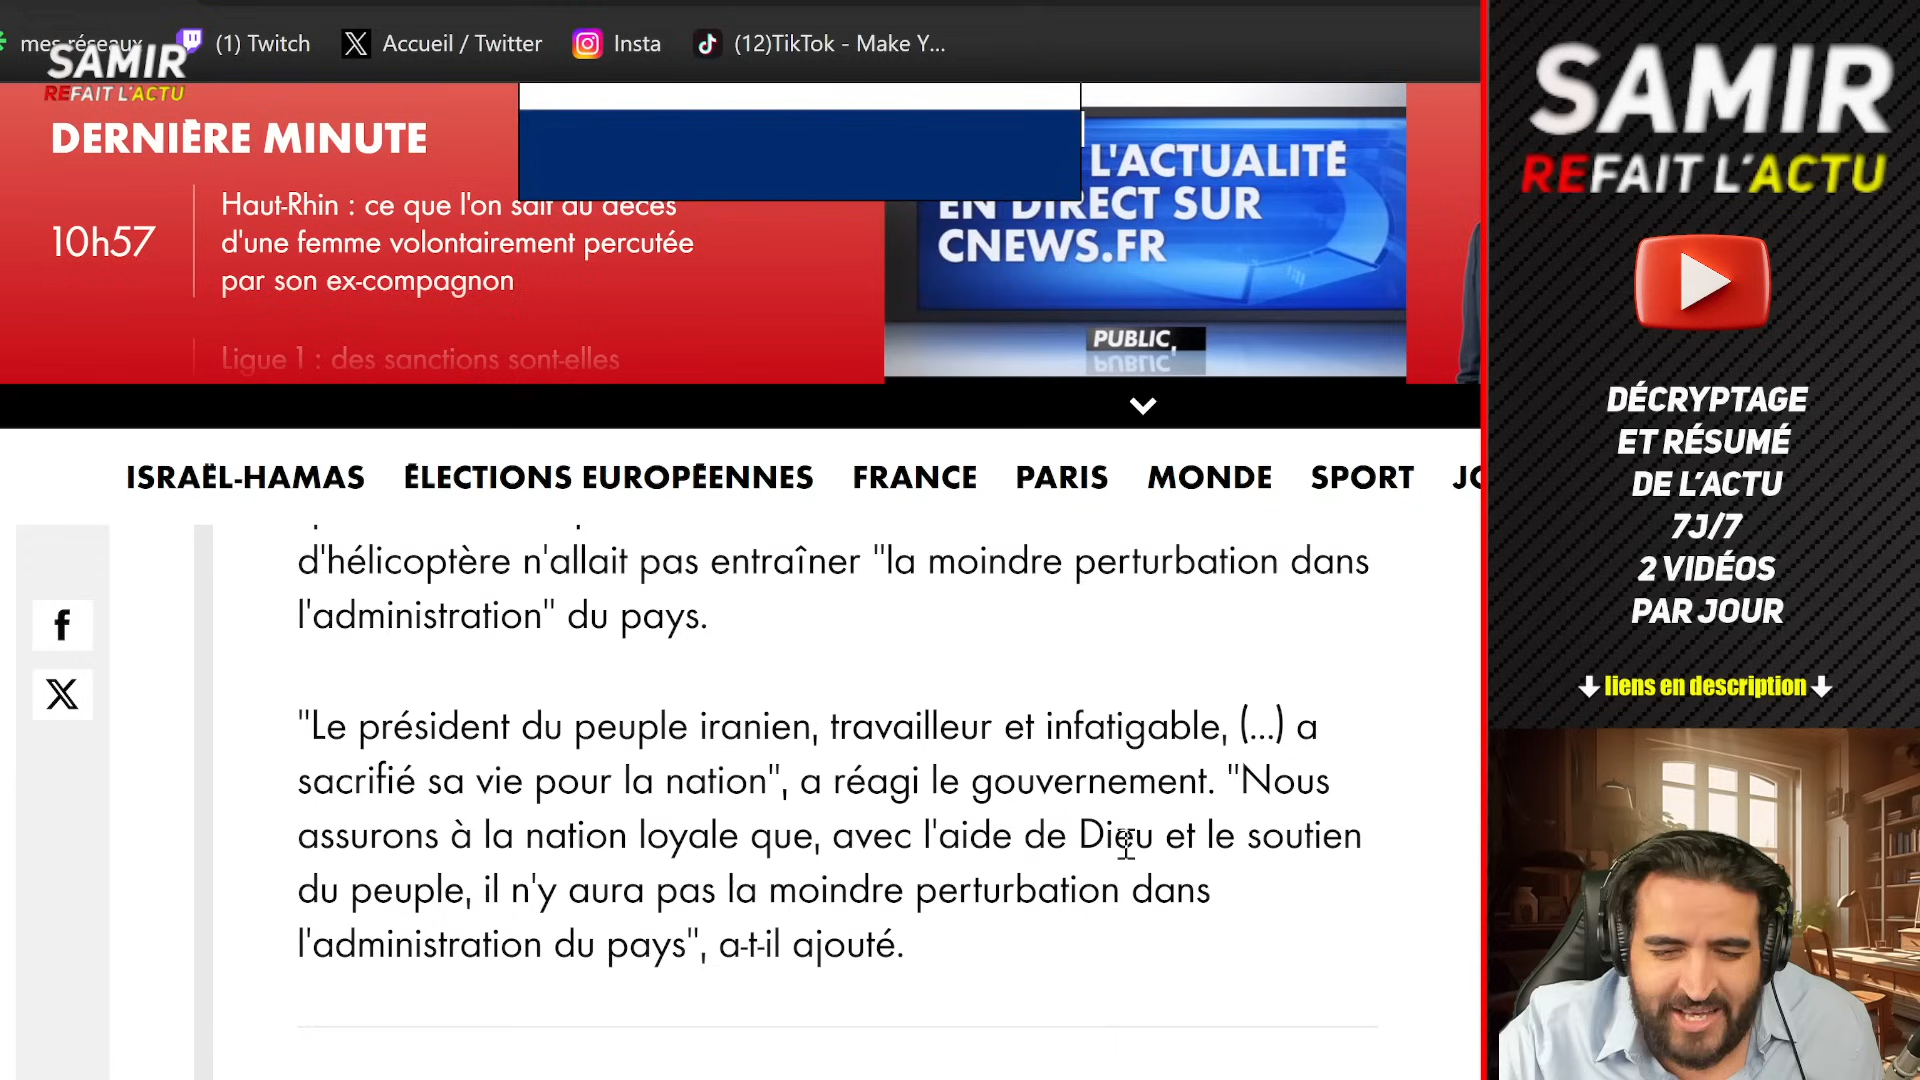 mes réseaux
(1) Twitch
Accueil / Twitter
Insta
(12)TikTok - Make Y...
SAMIR
REFAIT L'ACTU
DERNIÈRE MINUTE
10h57
Haut-Rhin : ce que l'on sait du décès
d'une femme volontairement percutée
par son ex-compagnon
Ligue 1 : des sanctions sont-elles
L'ACTUALITÉ
EN DIRECT SUR
CNEWS.FR
PUBLIC,
ISRAËL-HAMAS
ÉLECTIONS EUROPÉENNES
FRANCE
PARIS
MONDE
SPORT
d'hélicoptère n'allait pas entraîner "la moindre perturbation dans
l'administration" du pays.
"Le président du peuple iranien, travailleur et infatigable, (...) a
sacrifié sa vie pour la nation", a réagi le gouvernement. "Nous
assurons à la nation loyale que, avec l'aide de Dieu et le soutien
du peuple, il n'y aura pas la moindre perturbation dans
l'administration du pays", a-t-il ajouté.
SAMIR
REFAIT L'ACTU
DÉCRYPTAGE
ET RÉSUMÉ
DE L'ACTU
7J/7
2 VIDÉOS
PAR JOUR
liens en description